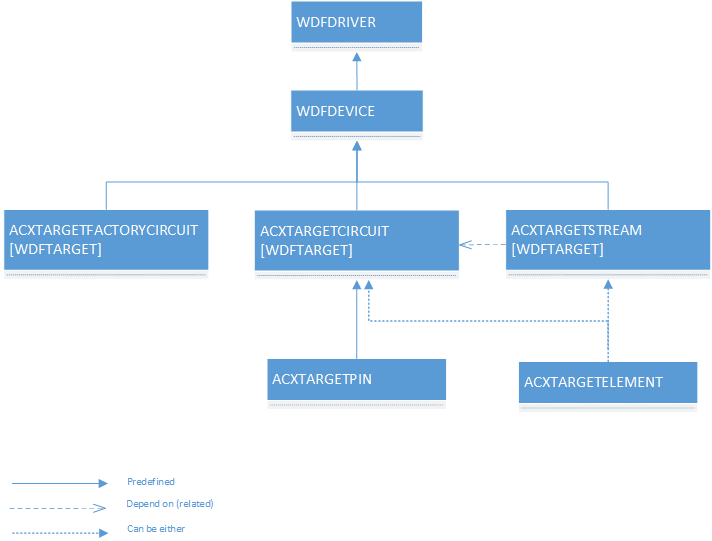 WDFDRIVER
WDFDEVICE
ACXTARGETFACTORYCIRCUIT
[WDFTARGET]
ACXTARGETCIRCUIT
[WDFTARGET]
ACXTARGETSTREAM
[WDFTARGET]
ACXTARGETPIN
ACXTARGETELEMENT
Predefined
Depend on (related)
Can be either